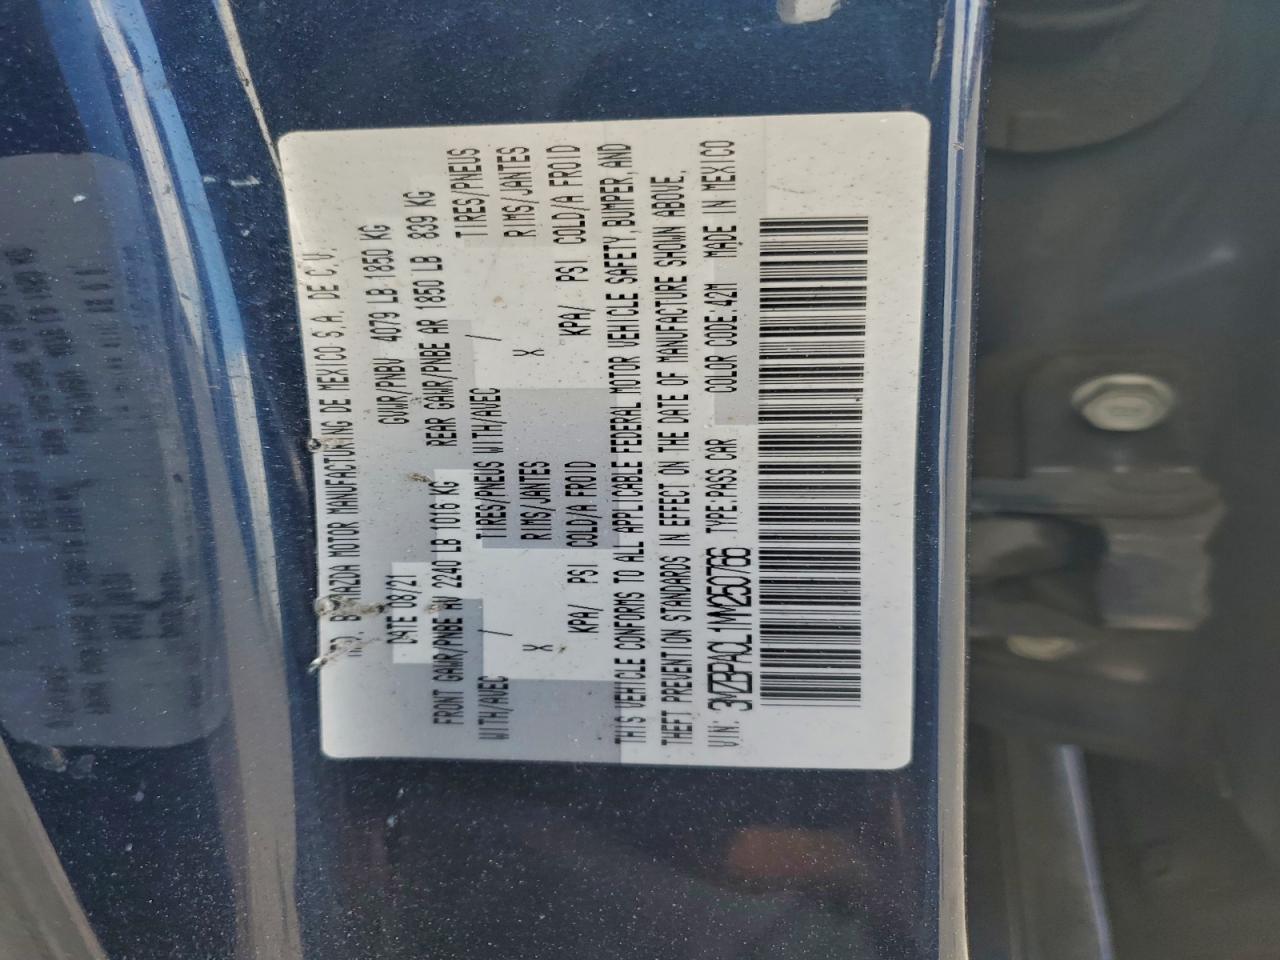 MFD. BY MAZDA MOTOR MANUFACTURING DE MEXICO S.A. DE C.V.
DATE 08/21 GVWR/PNBV 4079 LB 1850 KG
FRONT GAWR/PNBE AV 2240 LB 1016 KG REAR GAWR/PNBE AR 1850 LB 839 KG
WITH/AVEC / TIRES/PNEUS WITH/AVEC / TIRES/PNEUS
X RIMS/JANTES X RIMS/JANTES
KPA/ PSI COLD/A FROID KPA/ PSI COLD/A FROID
THIS VEHICLE CONFORMS TO ALL APPLICABLE FEDERAL MOTOR VEHICLE SAFETY, BUMPER, AND
THEFT PREVENTION STANDARDS IN EFFECT ON THE DATE OF MANUFACTURE SHOWN ABOVE,
VIN: 3MZBPACL1MM250766 TYPE:PASS CAR COLOR CODE:42M MADE IN MEXICO